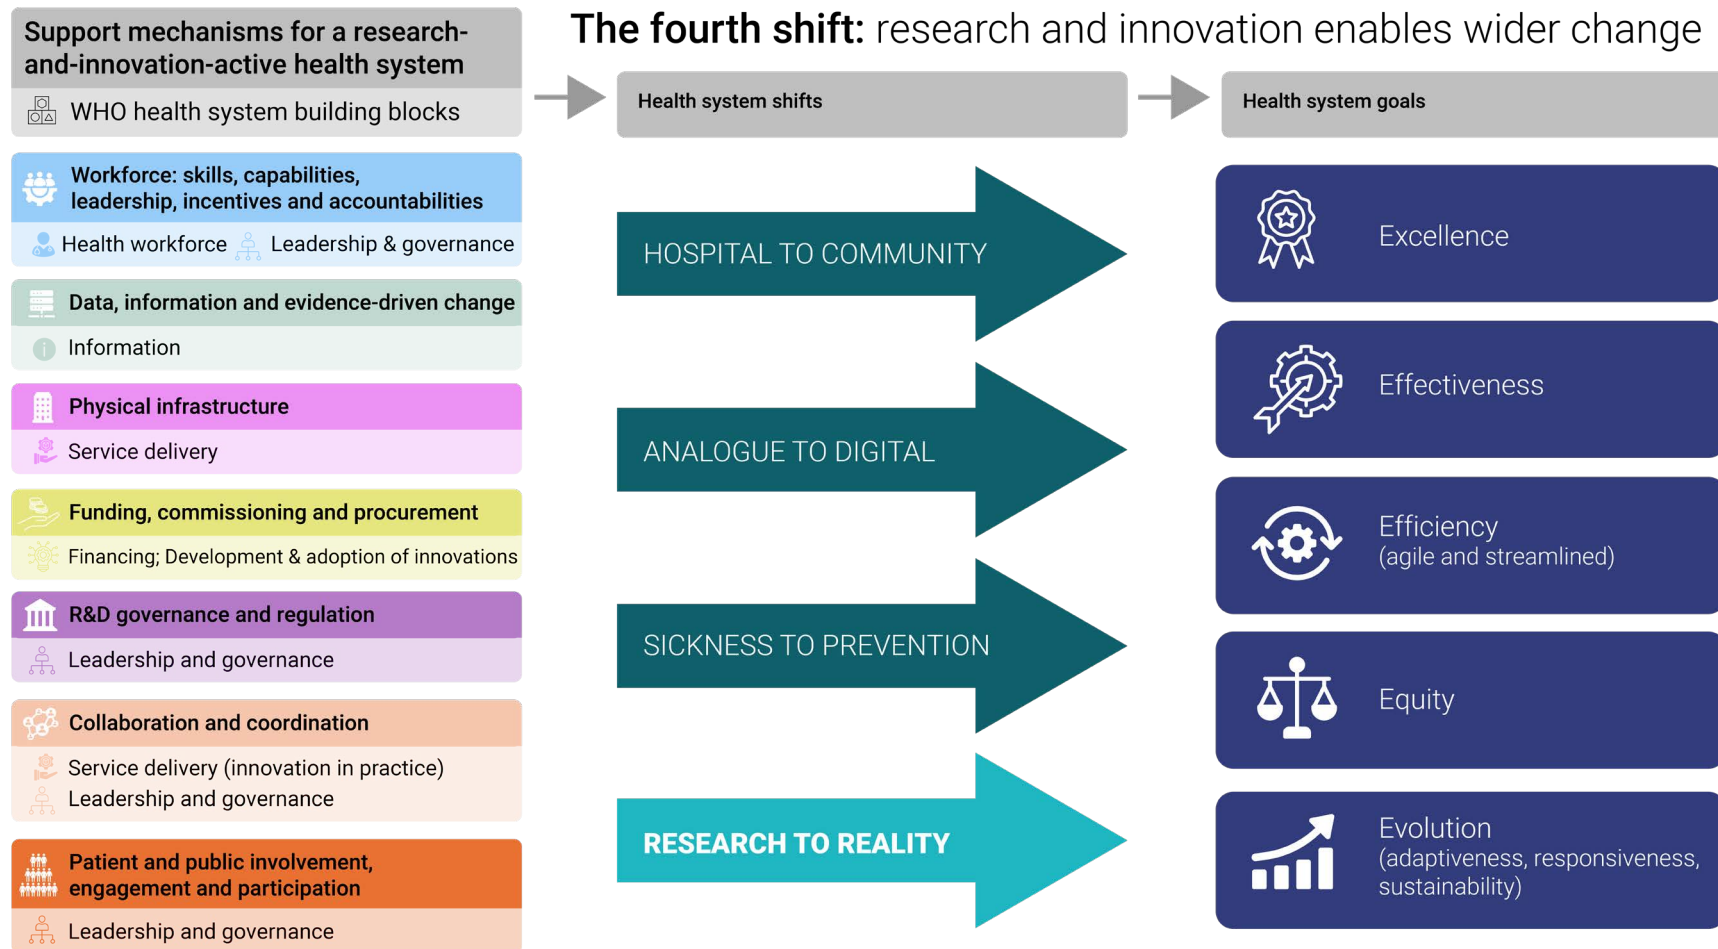 Support mechanisms for a research-
and-innovation-active health system
WHO health system building blocks
Workforce: skills, capabilities,
leadership, incentives and accountabilities
Health workforce Leadership & governance
Data, information and evidence-driven change
Information
Physical infrastructure
Service delivery
Funding, commissioning and procurement
Financing; Development & adoption of innovations
R&D governance and regulation
Leadership and governance
Collaboration and coordination
Service delivery (innovation in practice)
Leadership and governance
Patient and public involvement,
engagement and participation
Leadership and governance
The fourth shift: research and innovation enables wider change
Health system shifts
HOSPITAL TO COMMUNITY
ANALOGUE TO DIGITAL
SICKNESS TO PREVENTION
RESEARCH TO REALITY
Health system goals
Excellence
Effectiveness
Efficiency
(agile and streamlined)
Equity
Evolution
(adaptiveness, responsiveness,
sustainability)